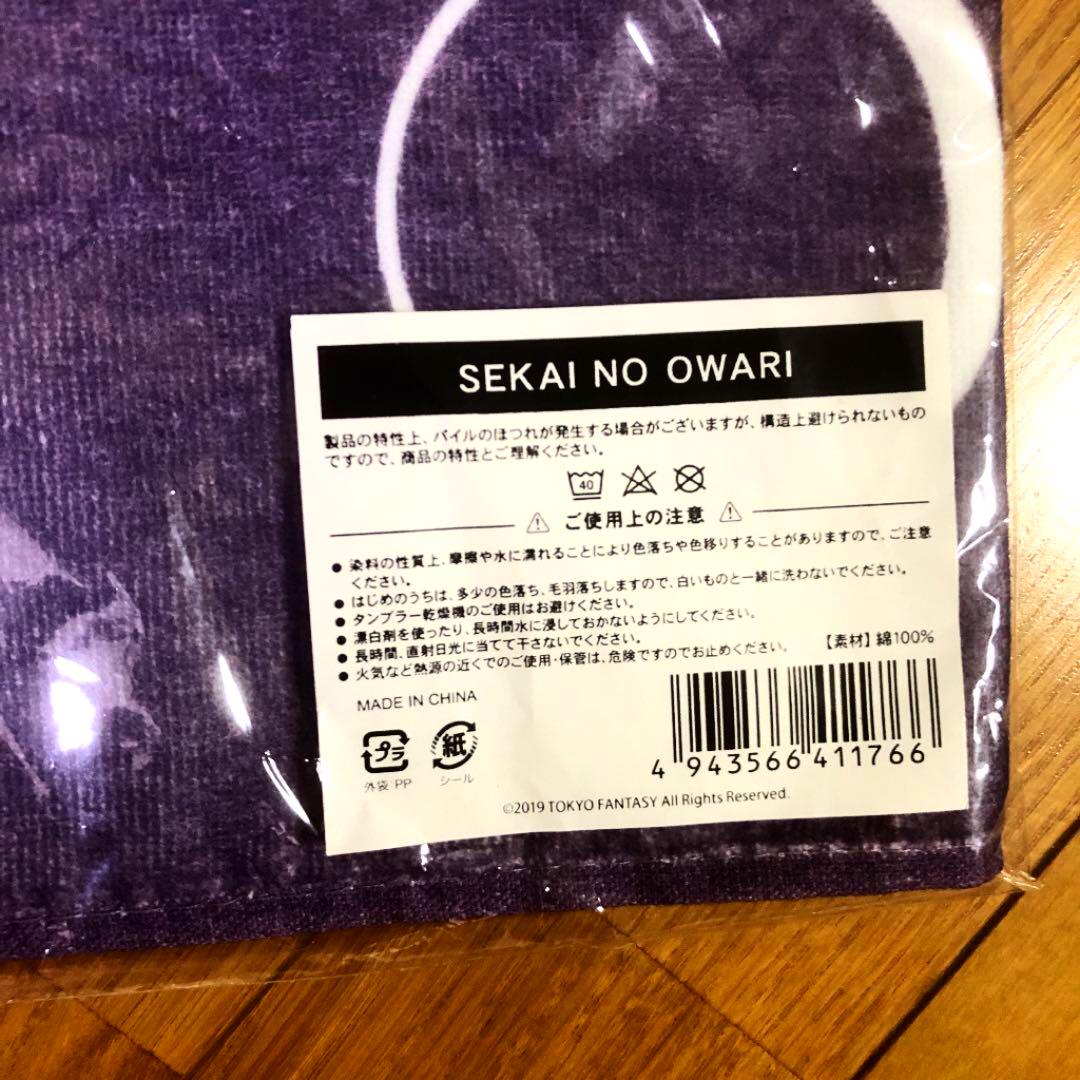 SEKAI NO OWARI
製品の特性上、パイルのほつれが発生する場合がございますが、構造上避けられないもの
ですので、商品の特性とご理解ください。
40
ご使用上の注意
● 染料の性質上、摩擦や水に濡れることにより色落ちや色移りすることがありますので、ご注意
ください。
● はじめのうちは、多少の色落ち、毛羽落ちしますので、白いものと一緒に洗わないでください。
● タンブラー乾燥機のご使用はお避けください。
● 漂白剤を使ったり、長時間水に浸しておかないようにしてください。
● 長時間、直射日光に当てて干さないでください。
● 火気など熱源の近くでのご使用・保管は、危険ですのでお止めください。
【素材】綿100%
MADE IN CHINA
プラ
紙
外袋:PP
シール
4 943566 411766
©2019 TOKYO FANTASY All Rights Reserved.